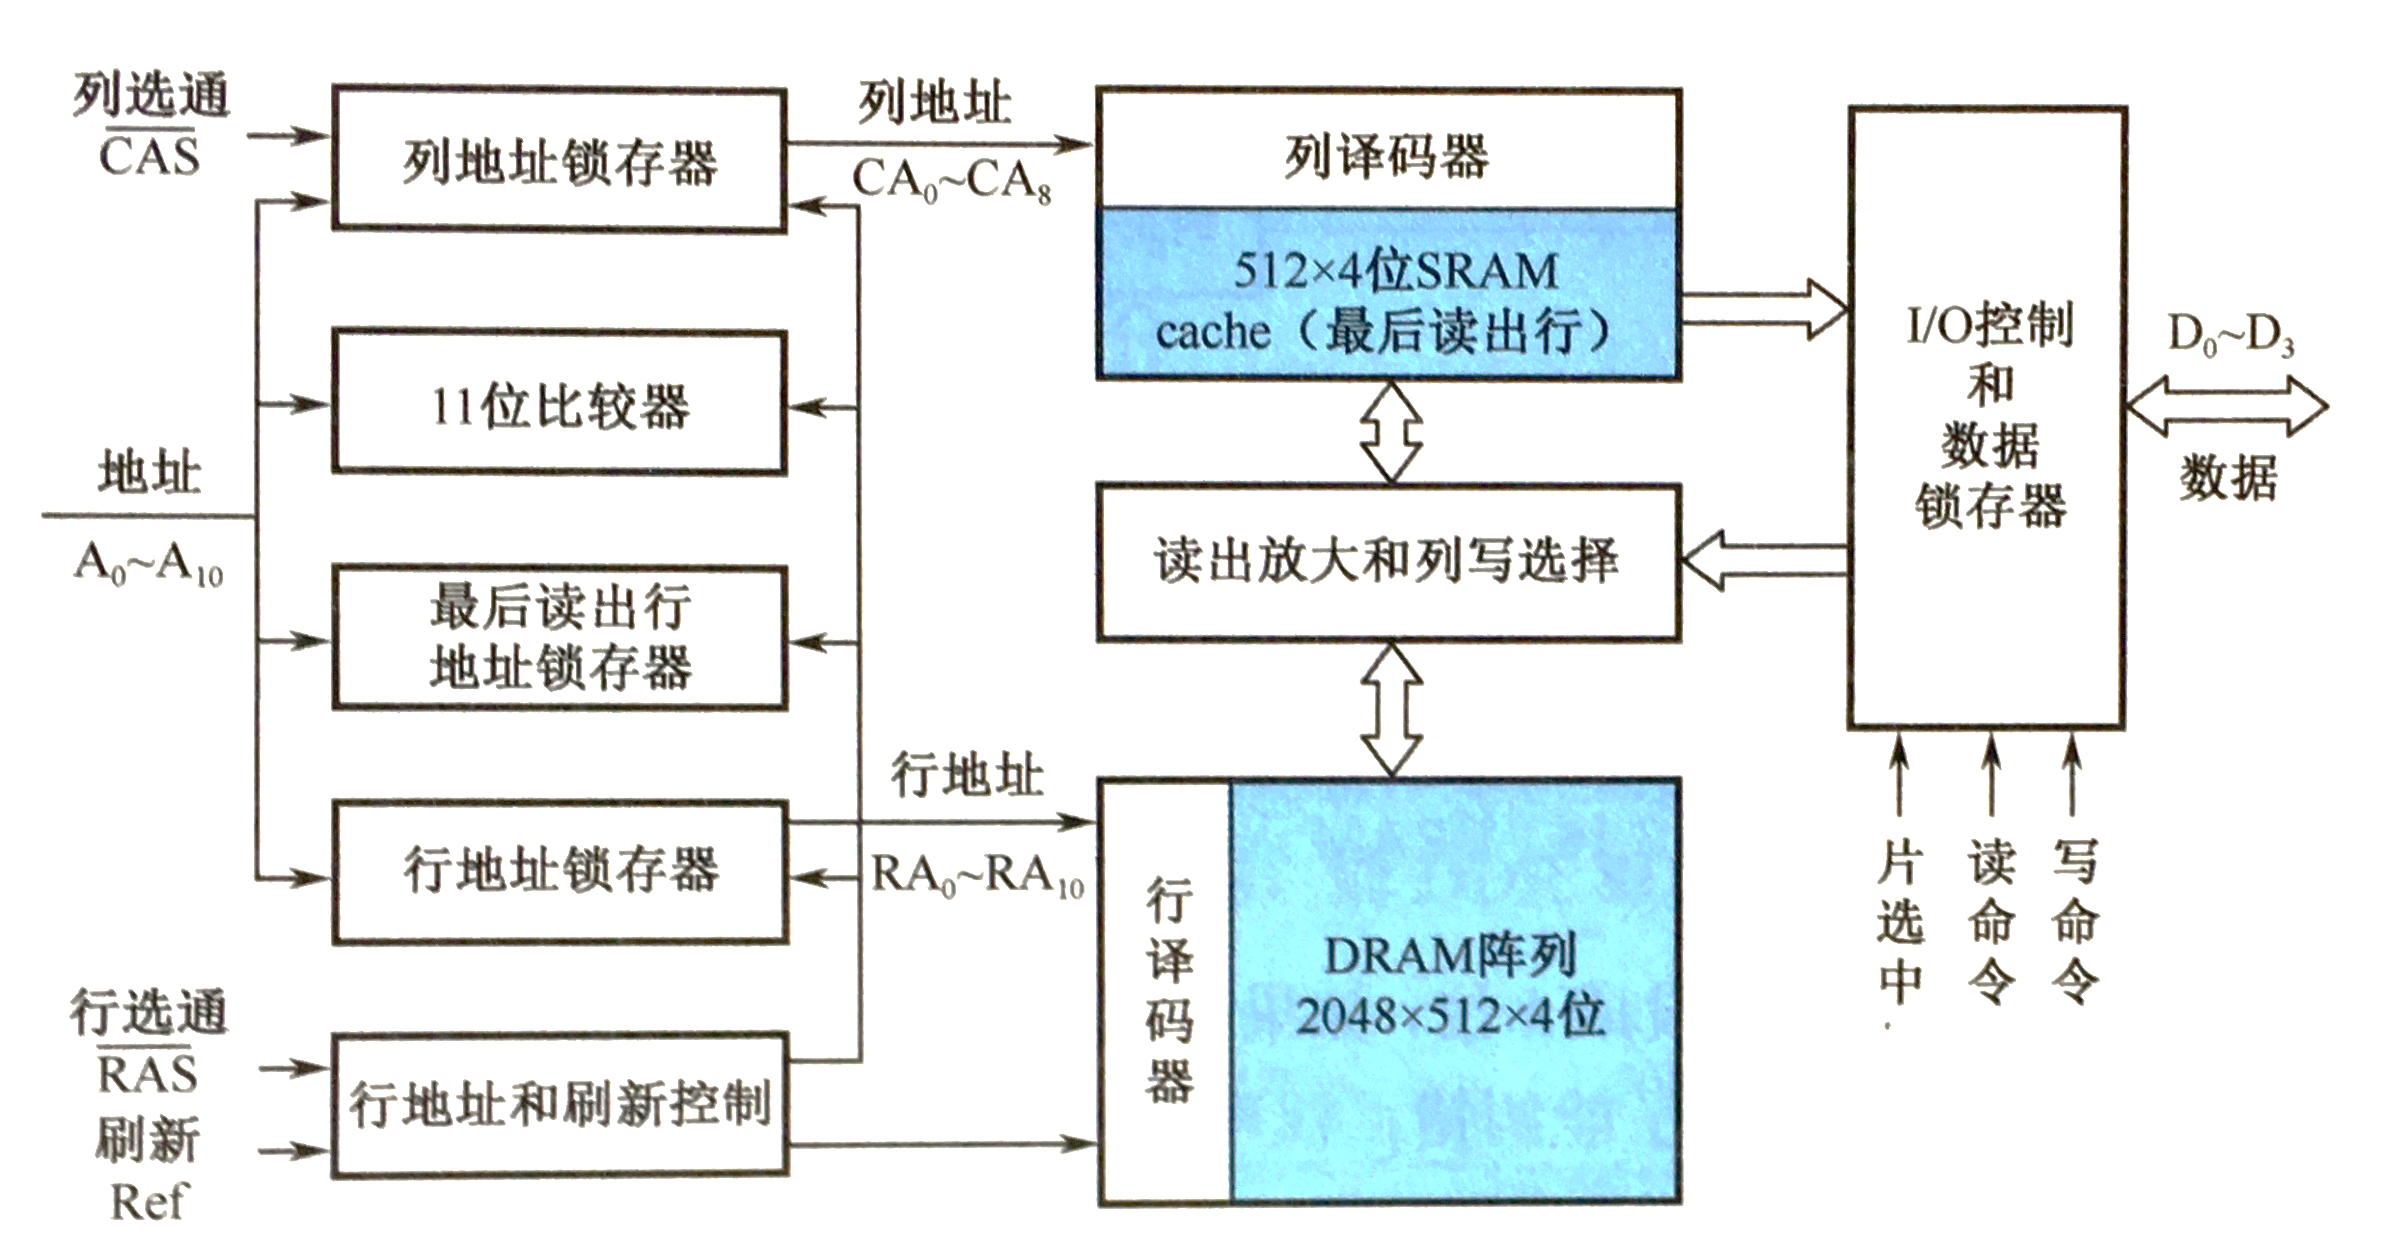 列选通
CAS
列地址锁存器
列地址
CA0~CA8
列译码器
512×4位SRAM
cache（最后读出行）
11位比较器
地址
A0~A10
最后读出行
地址锁存器
读出放大和列写选择
I/O控制
和
数据
锁存器
D0~D3
数据
行地址锁存器
行地址
RA0~RA10
行译码器
DRAM阵列
2048×512×4位
片选中
读命令
写命令
行选通
RAS
刷新
Ref
行地址和刷新控制